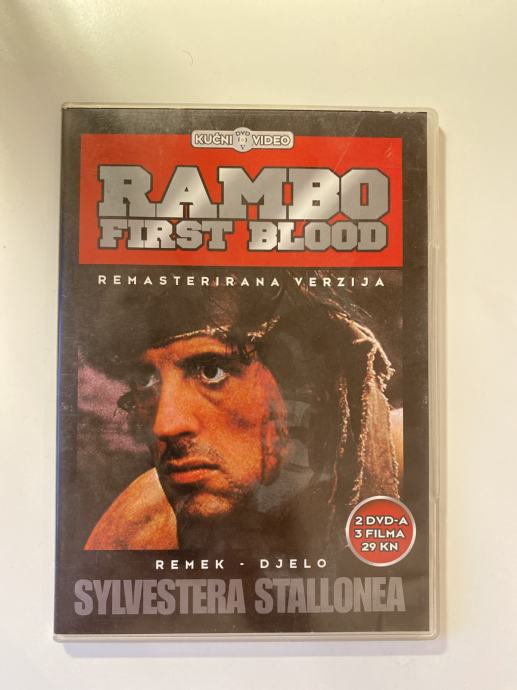 KUĆNI DVD VIDEO
RAMBO
FIRST BLOOD
REMASTERIRANA VERZIJA
2 DVD-A
3 FILMA
29 KN
REMEK - DJELO
SYLVESTERA STALLONEA